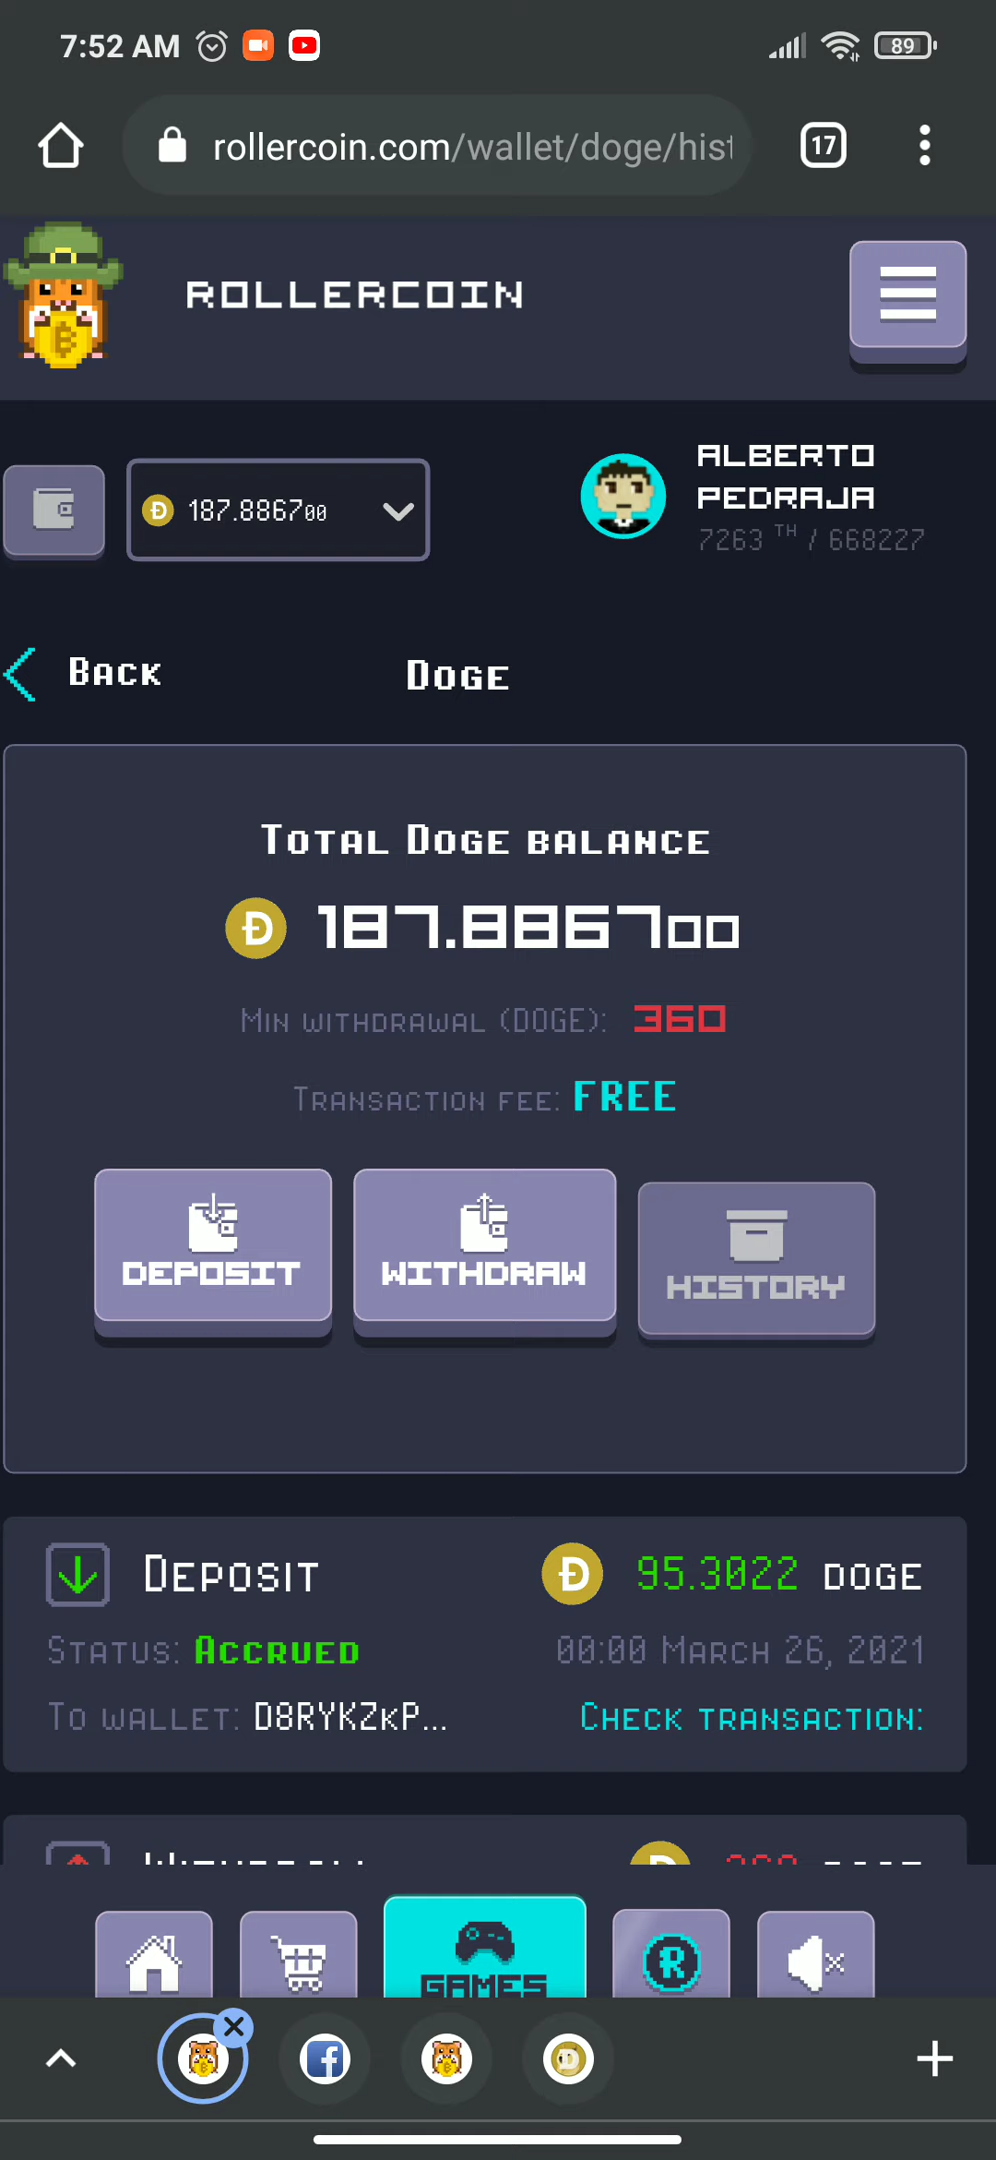 7:52 AM
89
rollercoin.com/wallet/doge/hist
17
ROLLERCOIN
187.886700
ALBERTO
PEDRAJA
7263 TH / 668227
BACK
DOGE
TOTAL DOGE BALANCE
187.886700
MIN WITHDRAWAL (DOGE): 360
TRANSACTION FEE: FREE
DEPOSIT
WITHDRAW
HISTORY
DEPOSIT
95.3022 DOGE
STATUS: ACCRUED
00:00 MARCH 26, 2021
TO WALLET: D8RYKZKP...
CHECK TRANSACTION:
GAMES